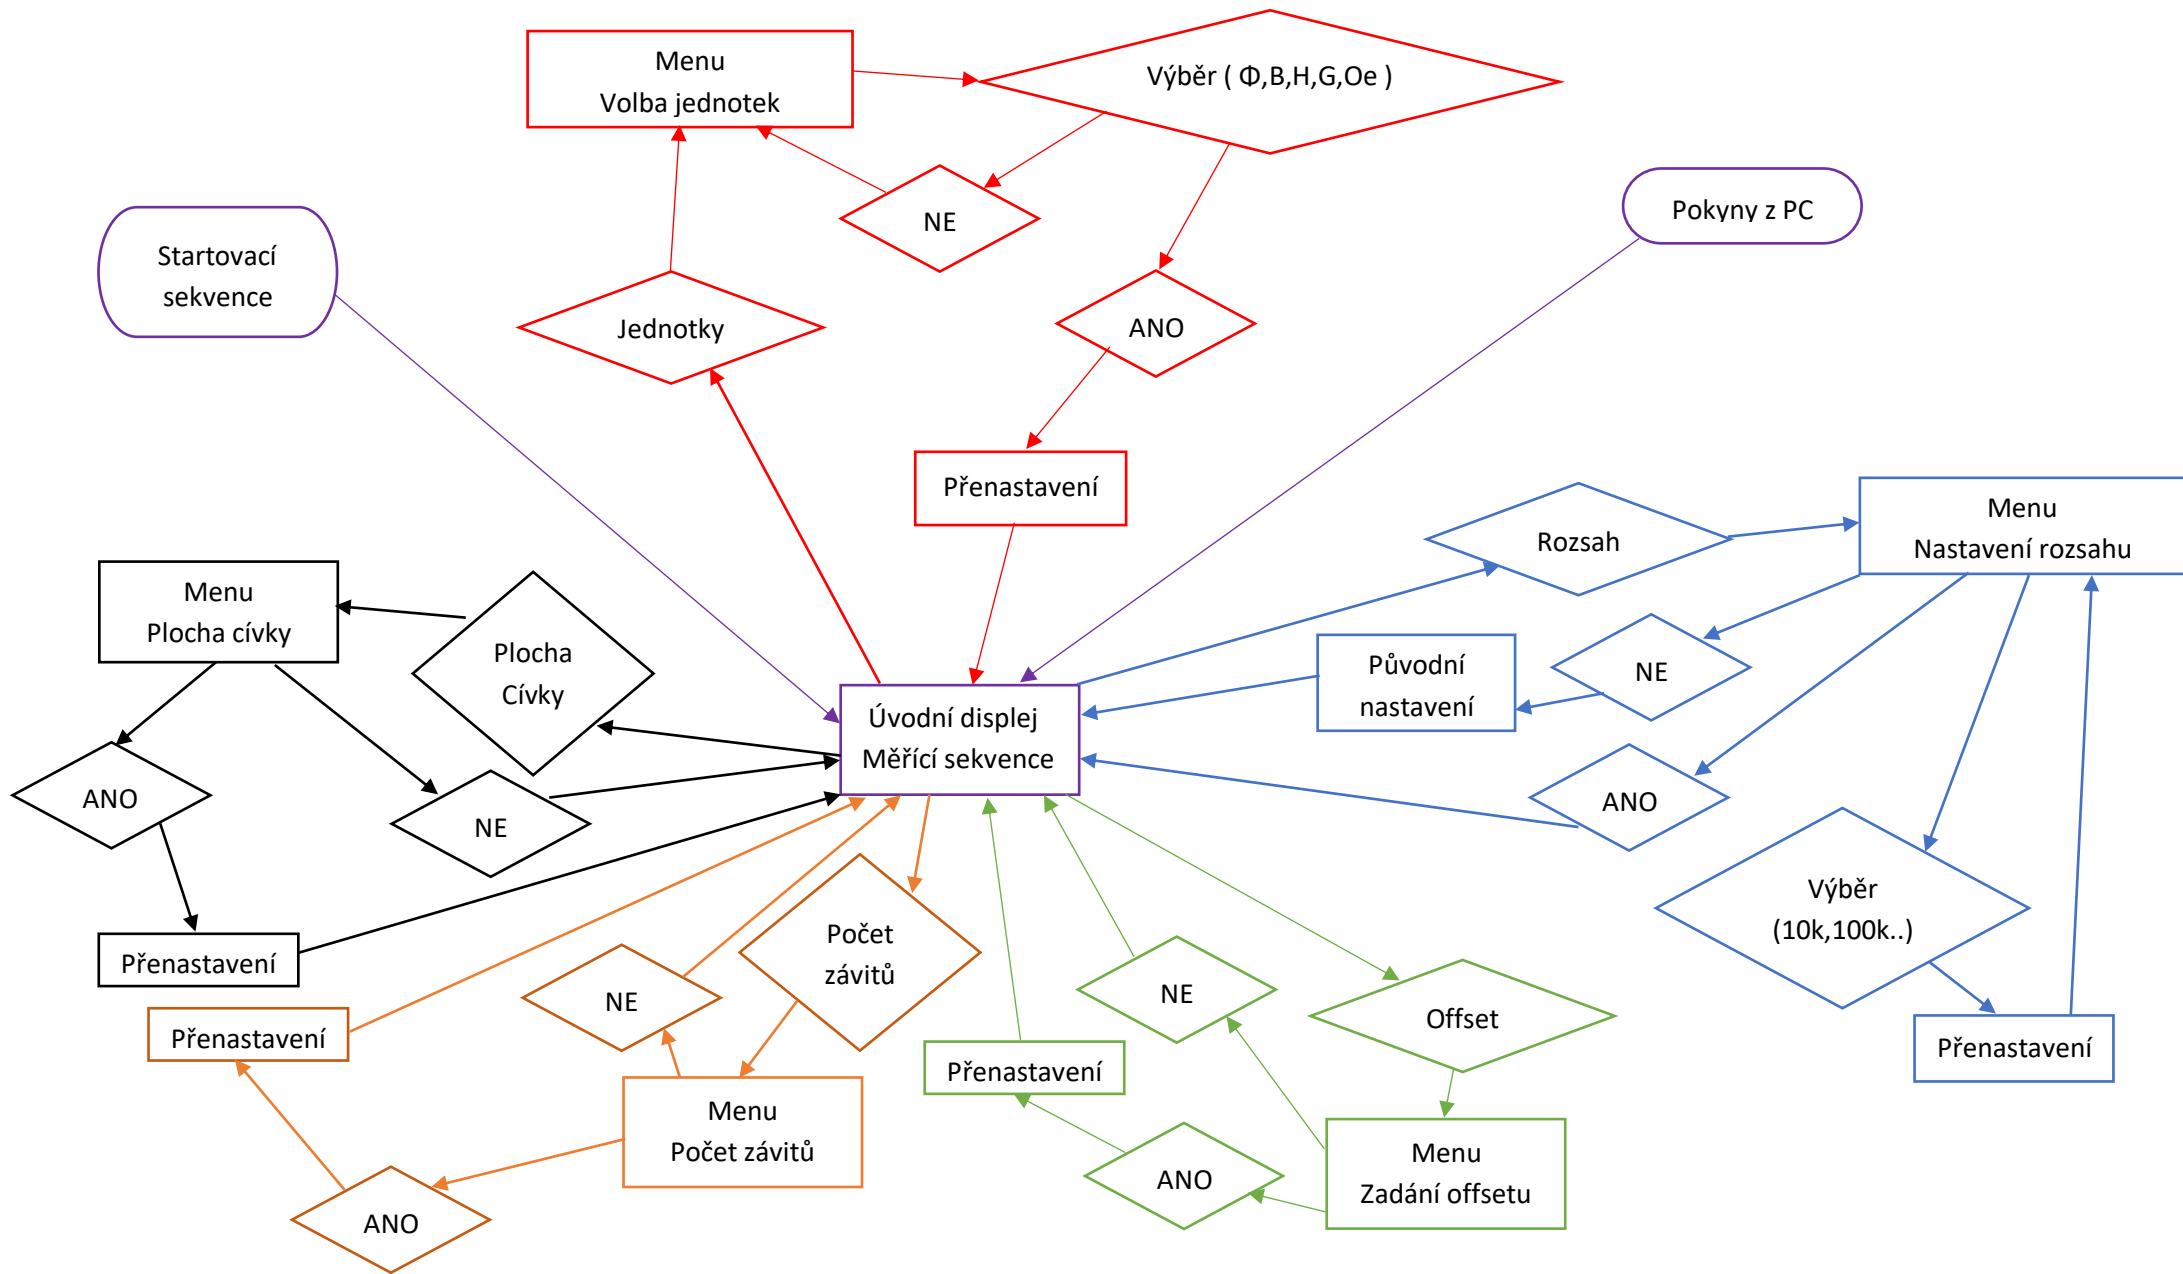 Menu
Volba jednotek
Výběr ( Φ,B,H,G,Oe )
NE
Pokyny z PC
Startovací
sekvence
Jednotky
ANO
Přenastavení
Rozsah
Menu
Nastavení rozsahu
Menu
Plocha cívky
Plocha
Cívky
Původní
nastavení
NE
Úvodní displej
Měřící sekvence
ANO
NE
ANO
Výběr
(10k,100k..)
Přenastavení
Počet
závitů
NE
NE
Offset
Přenastavení
Přenastavení
Přenastavení
Menu
Počet závitů
ANO
Menu
Zadání offsetu
ANO